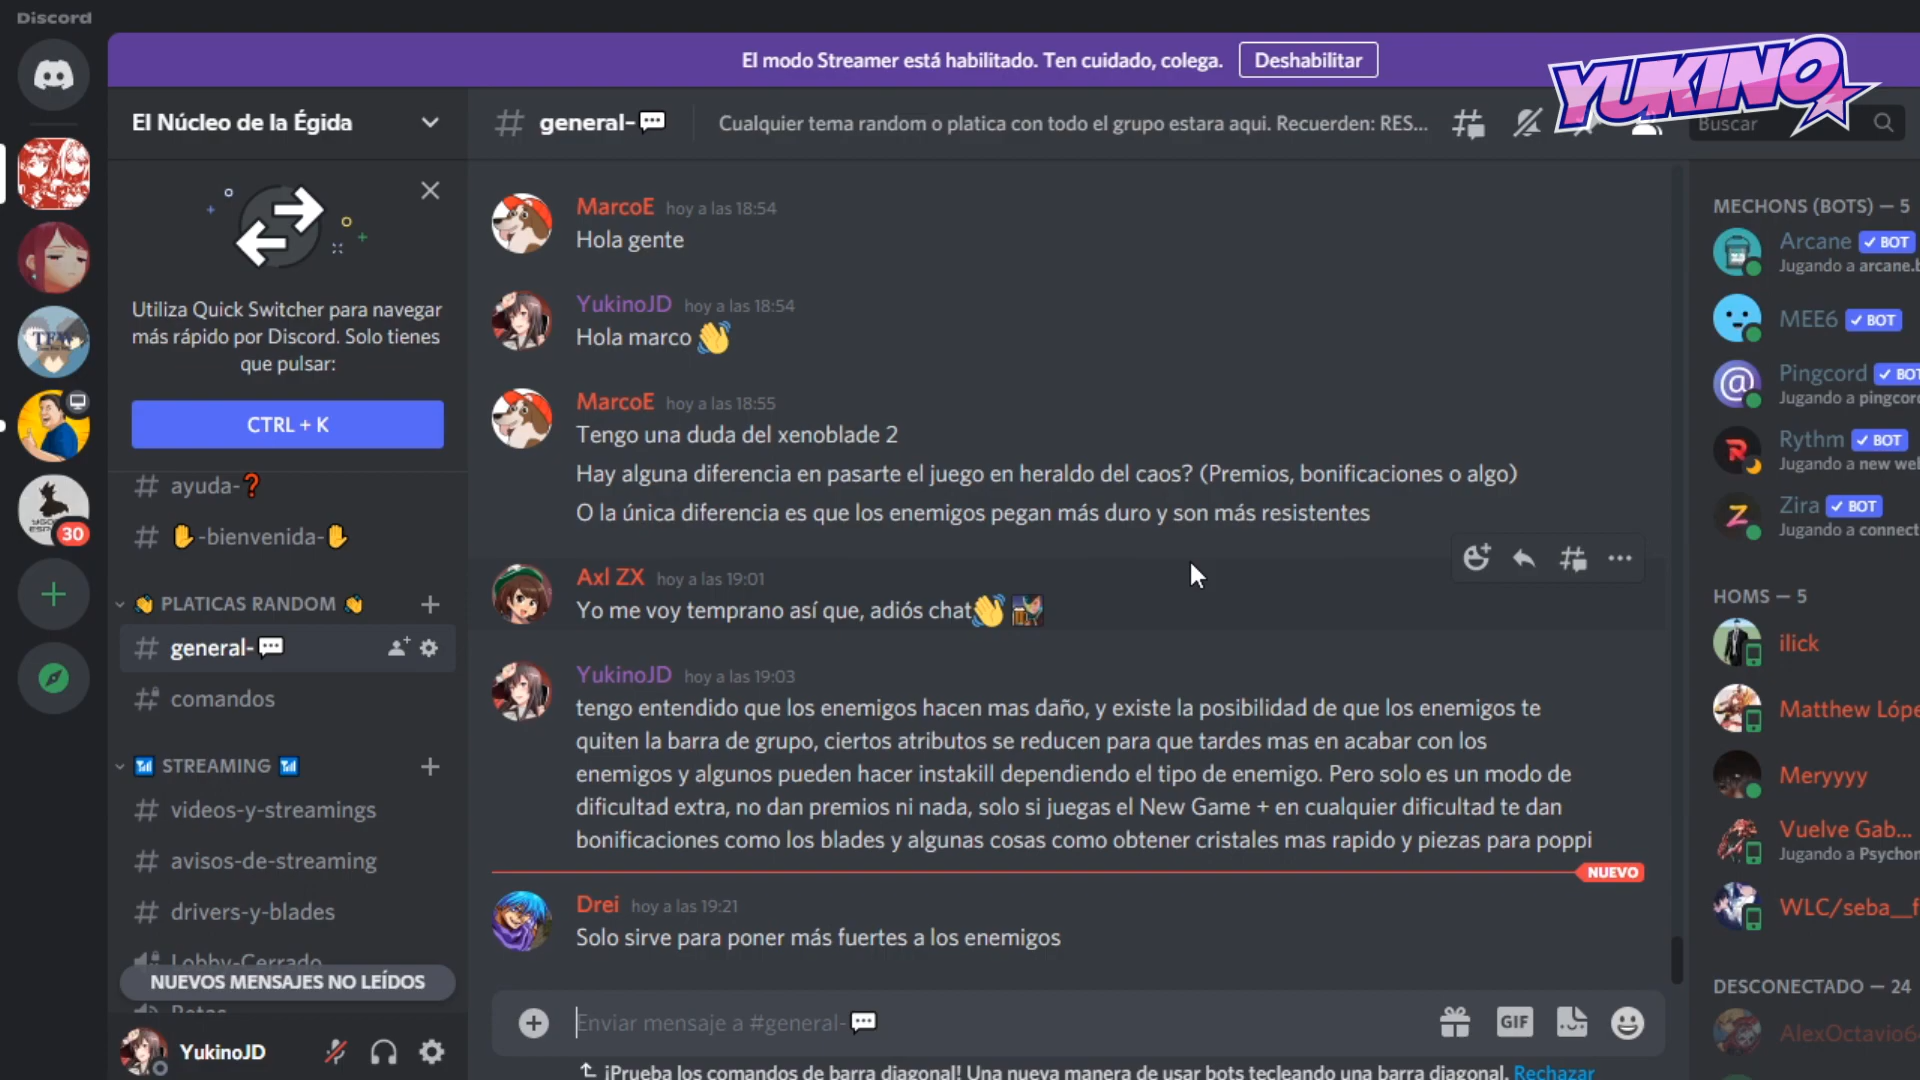 Discord
El modo Streamer está habilitado. Ten cuidado, colega.
Deshabilitar
YUKINO
El Núcleo de la Égida
general-
Cualquier tema random o platica con todo el grupo estara aqui. Recuerden: RES...
Buscar
Utiliza Quick Switcher para navegar
más rápido por Discord. Solo tienes
que pulsar:
CTRL + K
ayuda-
-bienvenida-
PLATICAS RANDOM
general-
comandos
STREAMING
videos-y-streamings
avisos-de-streaming
drivers-y-blades
Lobby-Cerrado
NUEVOS MENSAJES NO LEÍDOS
YukinoJD
30
MarcoE hoy a las 18:54
Hola gente
YukinoJD hoy a las 18:54
Hola marco
MarcoE hoy a las 18:55
Tengo una duda del xenoblade 2
Hay alguna diferencia en pasarte el juego en heraldo del caos? (Premios, bonificaciones o algo)
O la única diferencia es que los enemigos pegan más duro y son más resistentes
Axl ZX hoy a las 19:01
Yo me voy temprano así que, adiós chat
YukinoJD hoy a las 19:03
tengo entendido que los enemigos hacen mas daño, y existe la posibilidad de que los enemigos te
quiten la barra de grupo, ciertos atributos se reducen para que tardes mas en acabar con los
enemigos y algunos pueden hacer instakill dependiendo el tipo de enemigo. Pero solo es un modo de
dificultad extra, no dan premios ni nada, solo si juegas el New Game + en cualquier dificultad te dan
bonificaciones como los blades y algunas cosas como obtener cristales mas rapido y piezas para poppi
NUEVO
Drei hoy a las 19:21
Solo sirve para poner más fuertes a los enemigos
Enviar mensaje a #general-
GIF
¡Prueba los comandos de barra diagonal! Una nueva manera de usar bots tecleando una barra diagonal. Rechazar
MECHONS (BOTS) — 5
Arcane BOT
Jugando a arcane.b
MEE6 BOT
Pingcord BOT
Jugando a pingcord
Rythm BOT
Jugando a new web
Zira BOT
Jugando a connect
HOMS — 5
ilick
Matthew Lópe
Meryyyy
Vuelve Gab...
Jugando a Psychon
WLC/seba__f
DESCONECTADO — 24
AlexOctavio6